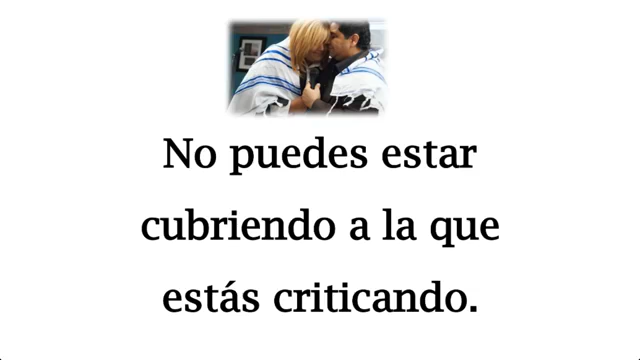 No puedes estar
cubriendo a la que
estás criticando.